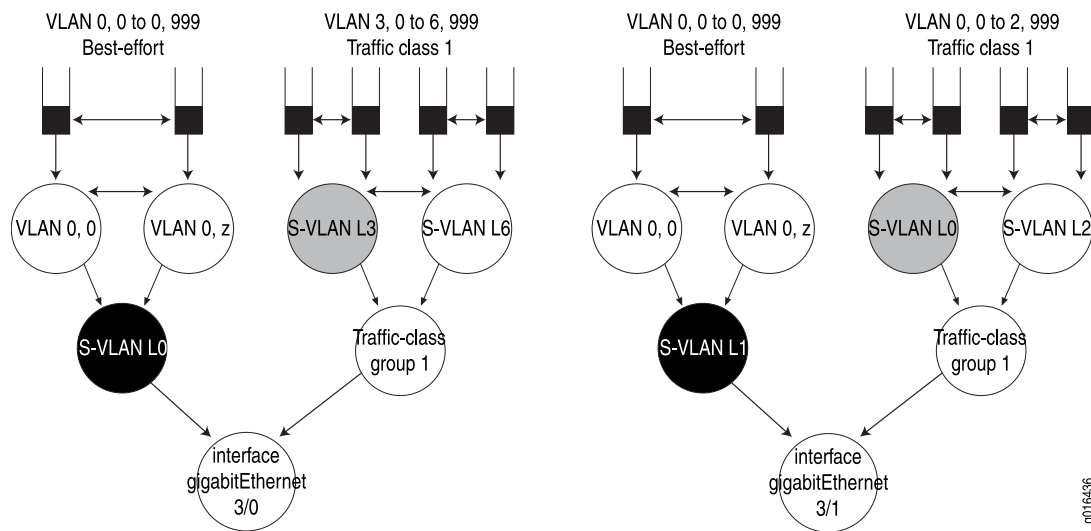 VLAN 0, 0 to 0, 999
Best-effort
VLAN 3, 0 to 6, 999
Traffic class 1
VLAN 0, 0 to 0, 999
Best-effort
VLAN 0, 0 to 2, 999
Traffic class 1
VLAN 0, 0
VLAN 0, z
S-VLAN L3
S-VLAN L6
VLAN 0, 0
VLAN 0, z
S-VLAN L0
S-VLAN L2
S-VLAN L0
Traffic-class
group 1
S-VLAN L1
Traffic-class
group 1
interface
gigabitEthernet
3/0
interface
gigabitEthernet
3/1
g016436